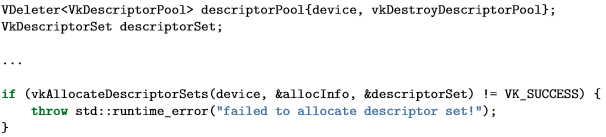 VDeleter<VkDescriptorPool> descriptorPool{device, vkDestroyDescriptorPool};
VkDescriptorSet descriptorSet;
...
if (vkAllocateDescriptorSets(device, &allocInfo, &descriptorSet) != VK_SUCCESS) {
    throw std::runtime_error("failed to allocate descriptor set!");
}